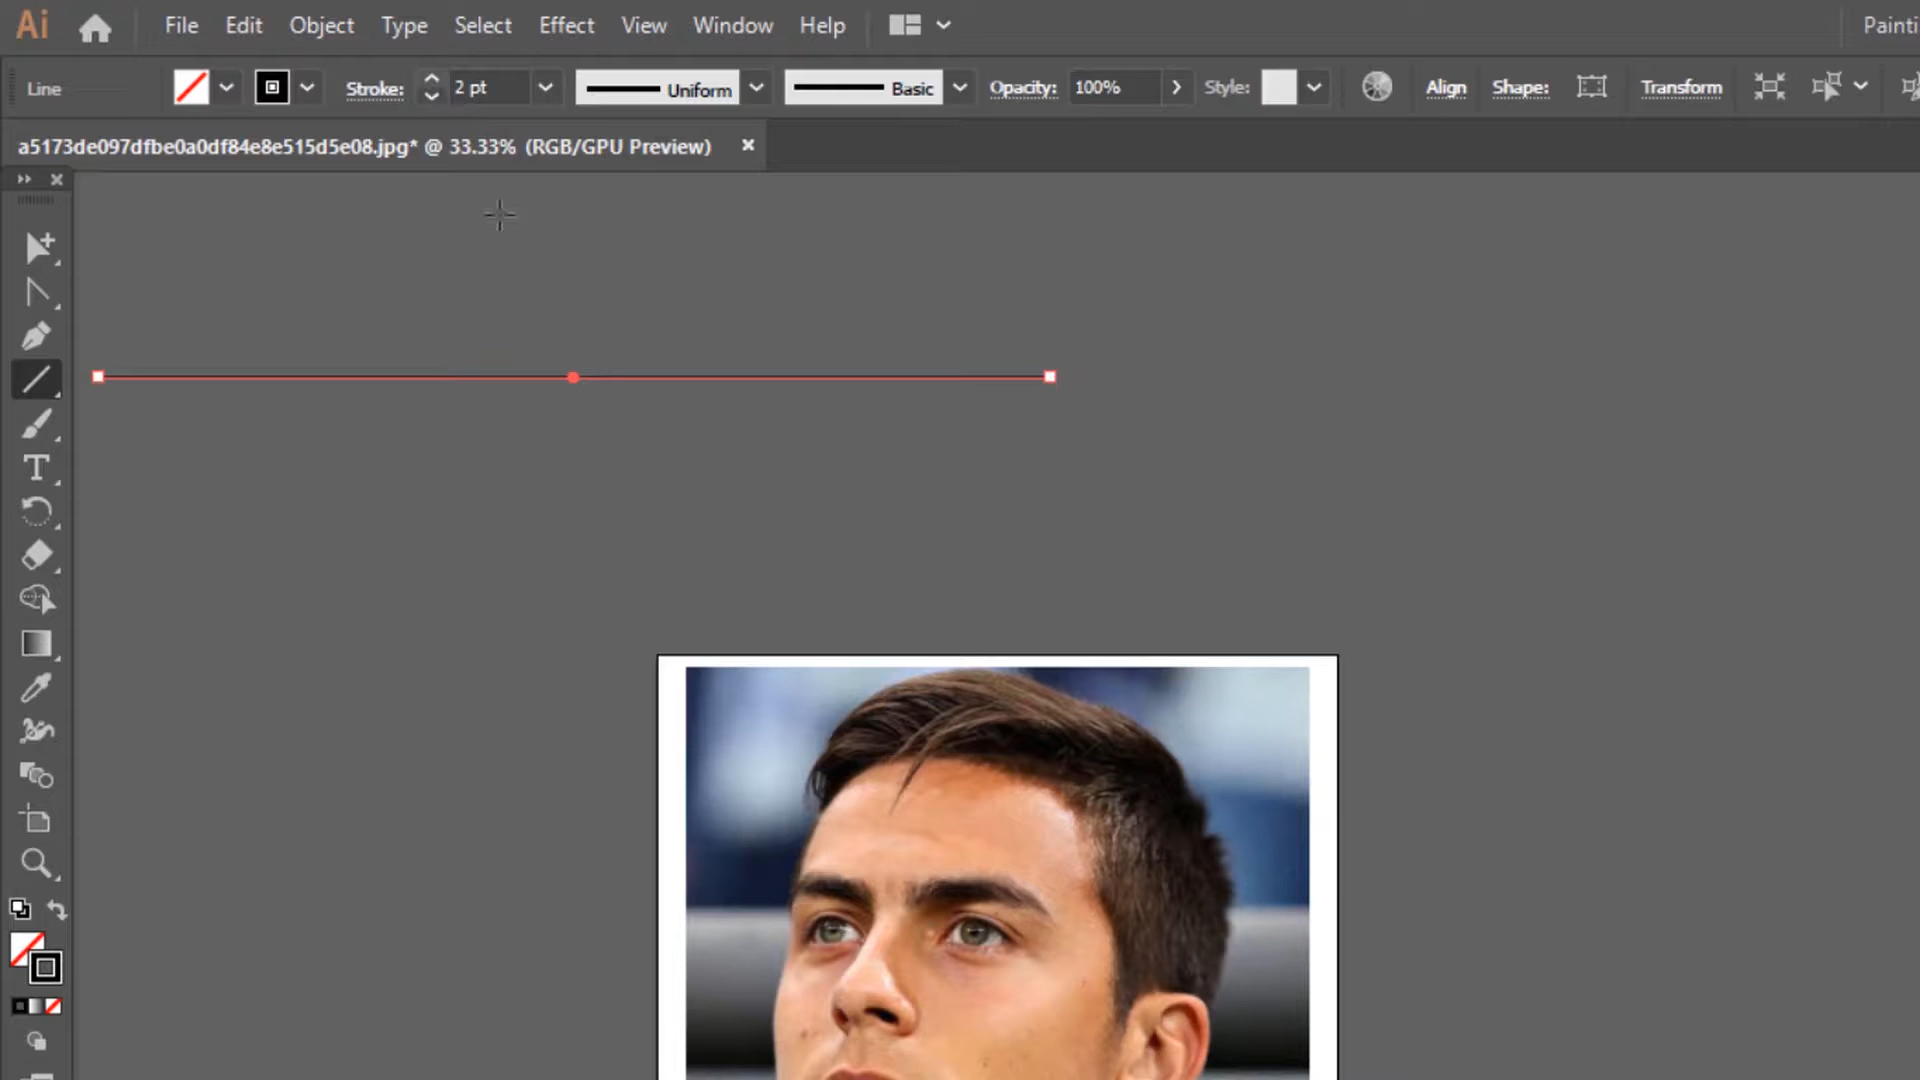 Ai File Edit Object Type Select Effect View Window Help Painti
Line Stroke: 2 pt Uniform Basic Opacity: 100% Style: Align Shape: Transform
a5173de097dfbe0a0df84e8e515d5e08.jpg* @ 33.33% (RGB/GPU Preview)